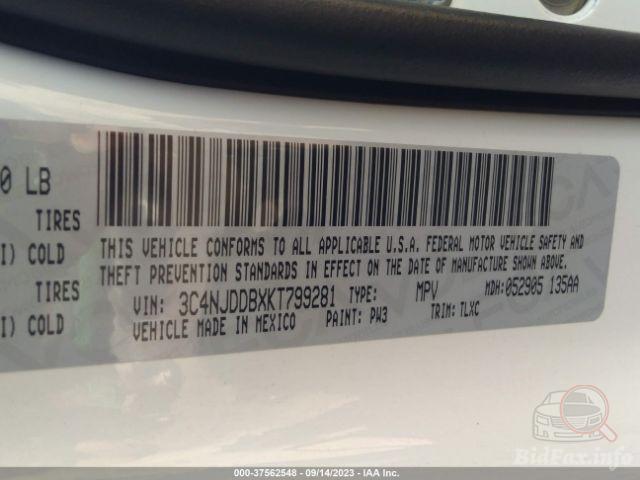 0 LB
TIRES
I) COLD
TIRES
I) COLD
THIS VEHICLE CONFORMS TO ALL APPLICABLE U.S.A. FEDERAL MOTOR VEHICLE SAFETY AND
THEFT PREVENTION STANDARDS IN EFFECT ON THE DATE OF MANUFACTURE SHOWN ABOVE.
VIN: 3C4NJDDBXKT799281 TYPE: MPV MDH:052905 135AA
VEHICLE MADE IN MEXICO PAINT: PW3 TRIM: TLXC
BidFax.info
000-37562548 - 09/14/2023 - IAA Inc.